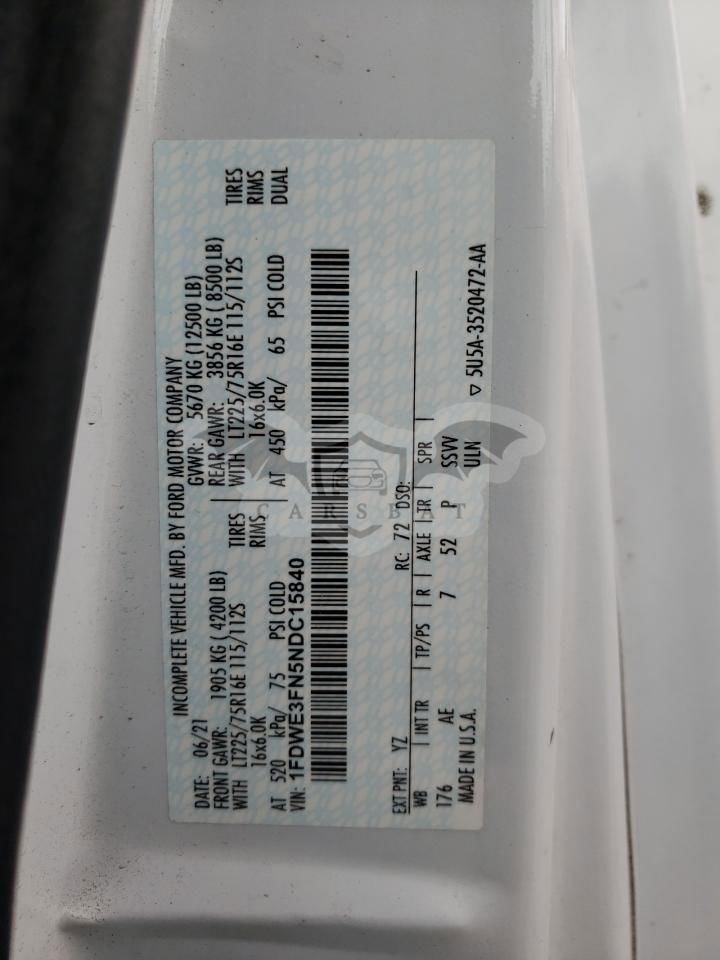 INCOMPLETE VEHICLE MFD. BY FORD MOTOR COMPANY
DATE: 06/21 GVWR: 5670 KG (12500 LB)
FRONT GAWR: 1905 KG ( 4200 LB) REAR GAWR: 3856 KG ( 8500 LB)
WITH LT225/75R16E 115/112S TIRES WITH LT225/75R16E 115/112S TIRES
16x6.0K RIMS 16x6.0K RIMS
AT 520 kPa/ 75 PSI COLD AT 450 kPa/ 65 PSI COLD DUAL
VIN: 1FDWE3FN5NDC15840
EXT PNT: YZ RC: 72 DSO:
WB INT TR TP/PS R AXLE TR SPR
176 AE 7 52 P SSVV
MADE IN U.S.A. ULN
▽ 5U5A-3520472-AA
CARSBAT